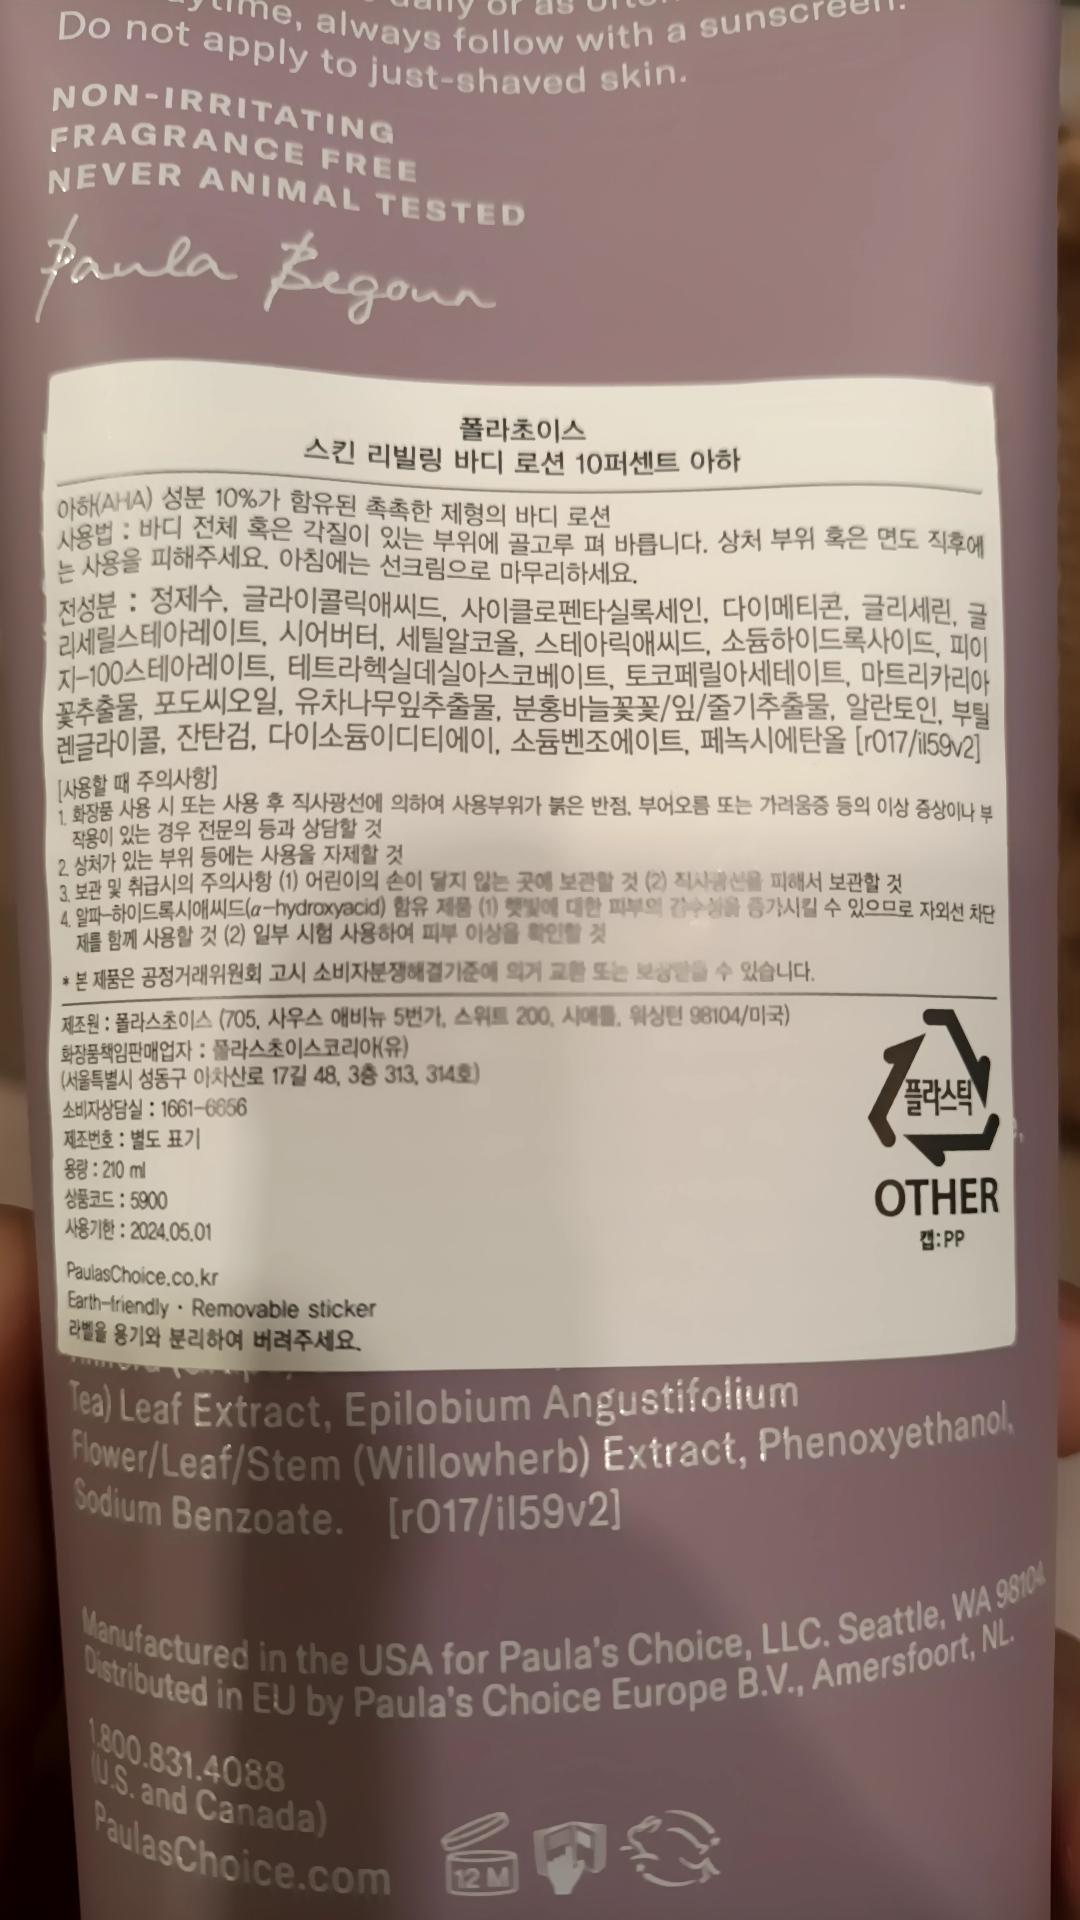 daily or as
always follow with a sunscreen.
Do not apply to just-shaved skin.
NON-IRRITATING
FRAGRANCE FREE
NEVER ANIMAL TESTED
Paula Begoun
폴라초이스
스킨 리빌링 바디 로션 10퍼센트 아하
아하(AHA) 성분 10%가 함유된 촉촉한 제형의 바디 로션
사용법 : 바디 전체 혹은 각질이 있는 부위에 골고루 펴 바릅니다. 상처 부위 혹은 면도 직후에
는 사용을 피해주세요. 아침에는 선크림으로 마무리하세요.
전성분 : 정제수, 글라이콜릭애씨드, 사이클로펜타실록세인, 다이메티콘, 글리세린, 글
리세릴스테아레이트, 시어버터, 세틸알코올, 스테아릭애씨드, 소듐하이드록사이드, 피이
지-100스테아레이트, 테트라헥실데실아스코베이트, 토코페릴아세테이트, 마트리카리아
꽃추출물, 포도씨오일, 유차나무잎추출물, 분홍바늘꽃꽃/잎/줄기추출물, 알란토인, 부틸
렌글라이콜, 잔탄검, 다이소듐이디티에이, 소듐벤조에이트, 페녹시에탄올 [r017/il59v2]
[사용할 때 주의사항]
1. 화장품 사용 시 또는 사용 후 직사광선에 의하여 사용부위가 붉은 반점, 부어오름 또는 가려움증 등의 이상 증상이나 부
작용이 있는 경우 전문의 등과 상담할 것
2. 상처가 있는 부위 등에는 사용을 자제할 것
3. 보관 및 취급시의 주의사항 (1) 어린이의 손이 닿지 않는 곳에 보관할 것 (2) 직사광선을 피해서 보관할 것
4. 알파-하이드록시애씨드(α-hydroxyacid) 함유 제품 (1) 햇빛에 대한 피부의 감수성을 증가시킬 수 있으므로 자외선 차단
제를 함께 사용할 것 (2) 일부 시험 사용하여 피부 이상을 확인할 것
* 본 제품은 공정거래위원회 고시 소비자분쟁해결기준에 의거 교환 또는 보상받을 수 있습니다.
제조원 : 폴라스초이스 (705, 사우스 애비뉴 5번가, 스위트 200, 시애틀, 워싱턴 98104/미국)
화장품책임판매업자 : 폴라스초이스코리아(유)
(서울특별시 성동구 이차산로 17길 48, 3층 313, 314호)
소비자상담실 : 1661-6656
제조번호 : 별도 표기
용량 : 210 ml
상품코드 : 5900
사용기한 : 2024.05.01
플라스틱
OTHER
캡:PP
PaulasChoice.co.kr
Earth-friendly · Removable sticker
라벨을 용기와 분리하여 버려주세요.
Tea) Leaf Extract, Epilobium Angustifolium
Flower/Leaf/Stem (Willowherb) Extract, Phenoxyethanol,
Sodium Benzoate. [r017/il59v2]
Manufactured in the USA for Paula's Choice, LLC. Seattle, WA 98104.
Distributed in EU by Paula's Choice Europe B.V., Amersfoort, NL.
1.800.831.4088
(U.S. and Canada)
PaulasChoice.com
12 M